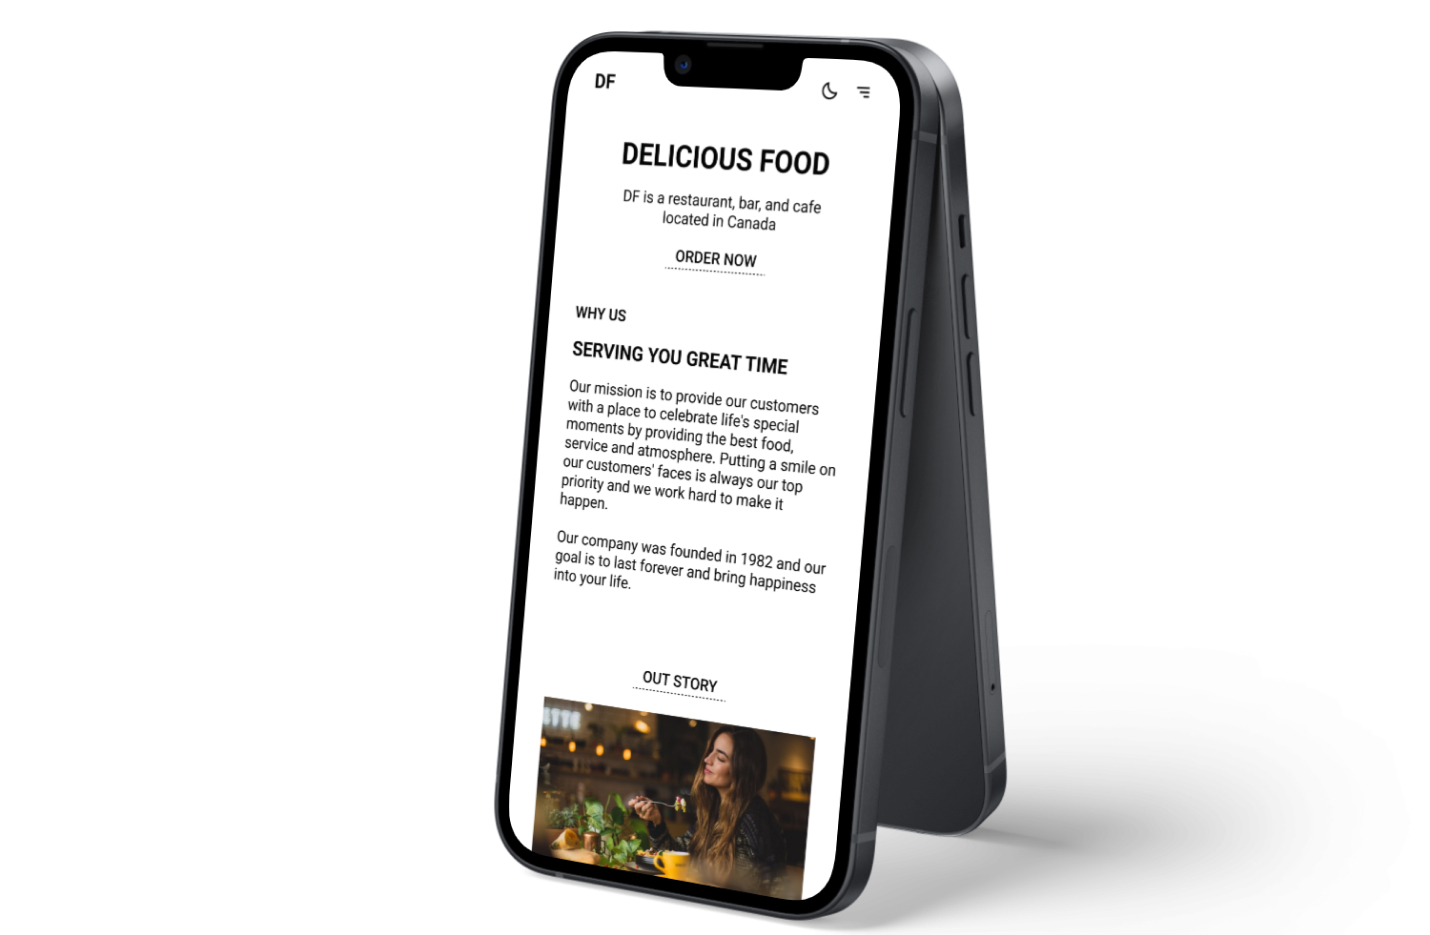 DF
DELICIOUS FOOD
DF is a restaurant, bar, and cafe
located in Canada
ORDER NOW
WHY US
SERVING YOU GREAT TIME
Our mission is to provide our customers
with a place to celebrate life's special
moments by providing the best food,
service and atmosphere. Putting a smile on
our customers' faces is always our top
priority and we work hard to make it
happen.
Our company was founded in 1982 and our
goal is to last forever and bring happiness
into your life.
OUT STORY